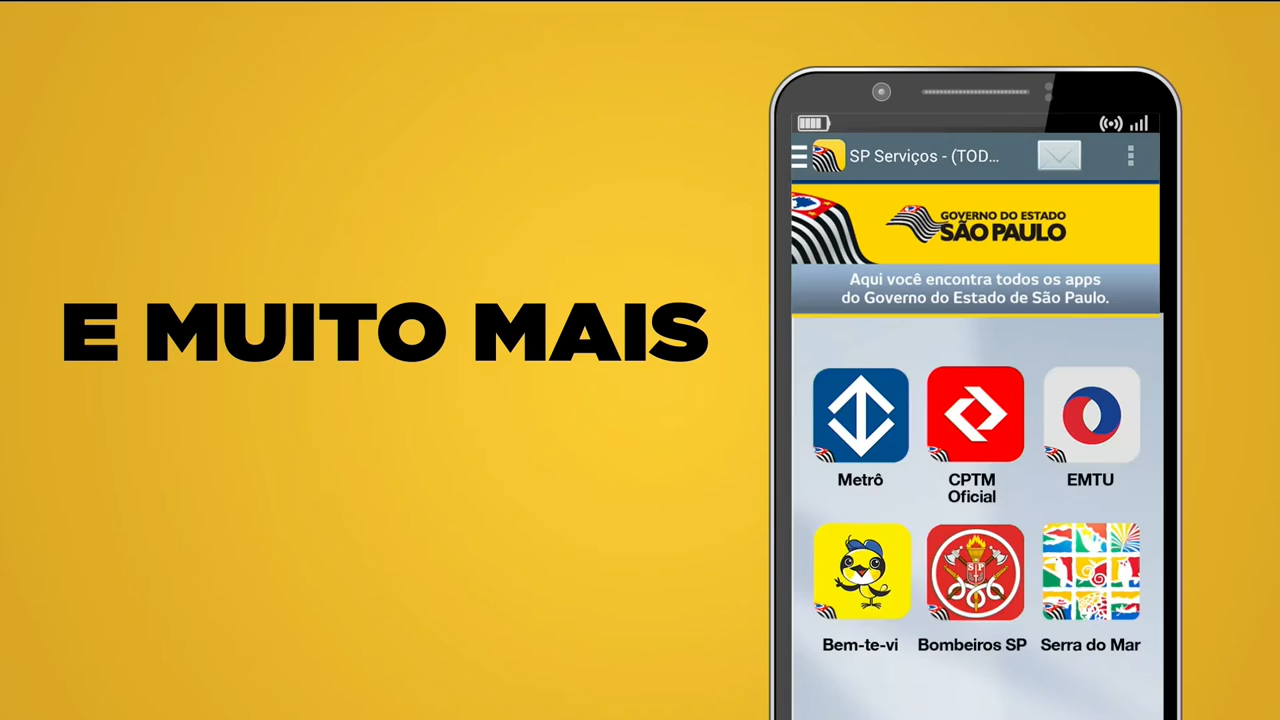 E MUITO MAIS
SP Serviços - (TOD...
GOVERNO DO ESTADO
SÃO PAULO
Aqui você encontra todos os apps
do Governo do Estado de São Paulo.
Metrô
CPTM
Oficial
EMTU
SP
Bem-te-vi
Bombeiros SP
Serra do Mar